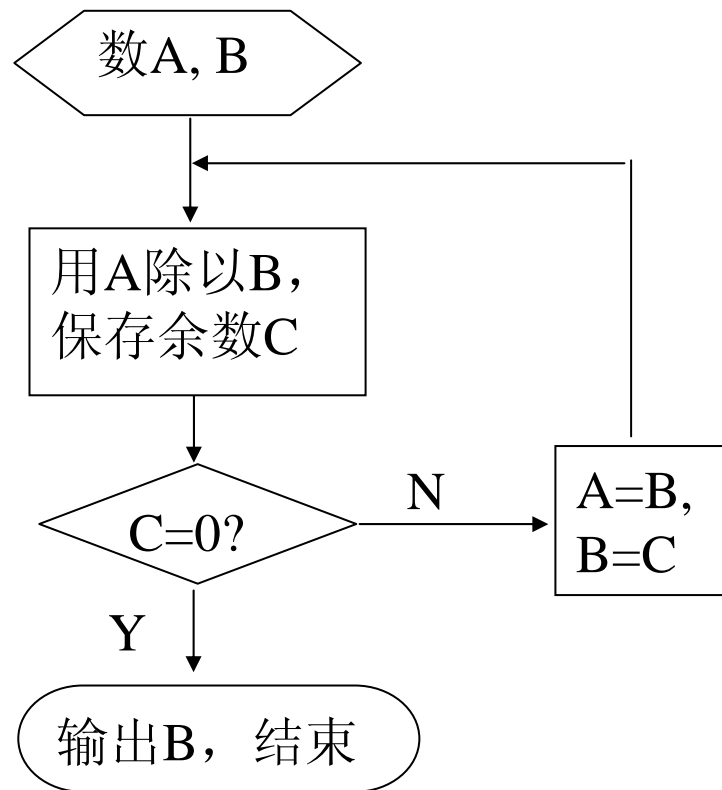 数A, B
用A除以B，
保存余数C
C=0?
N
A=B,
B=C
Y
输出B，结束